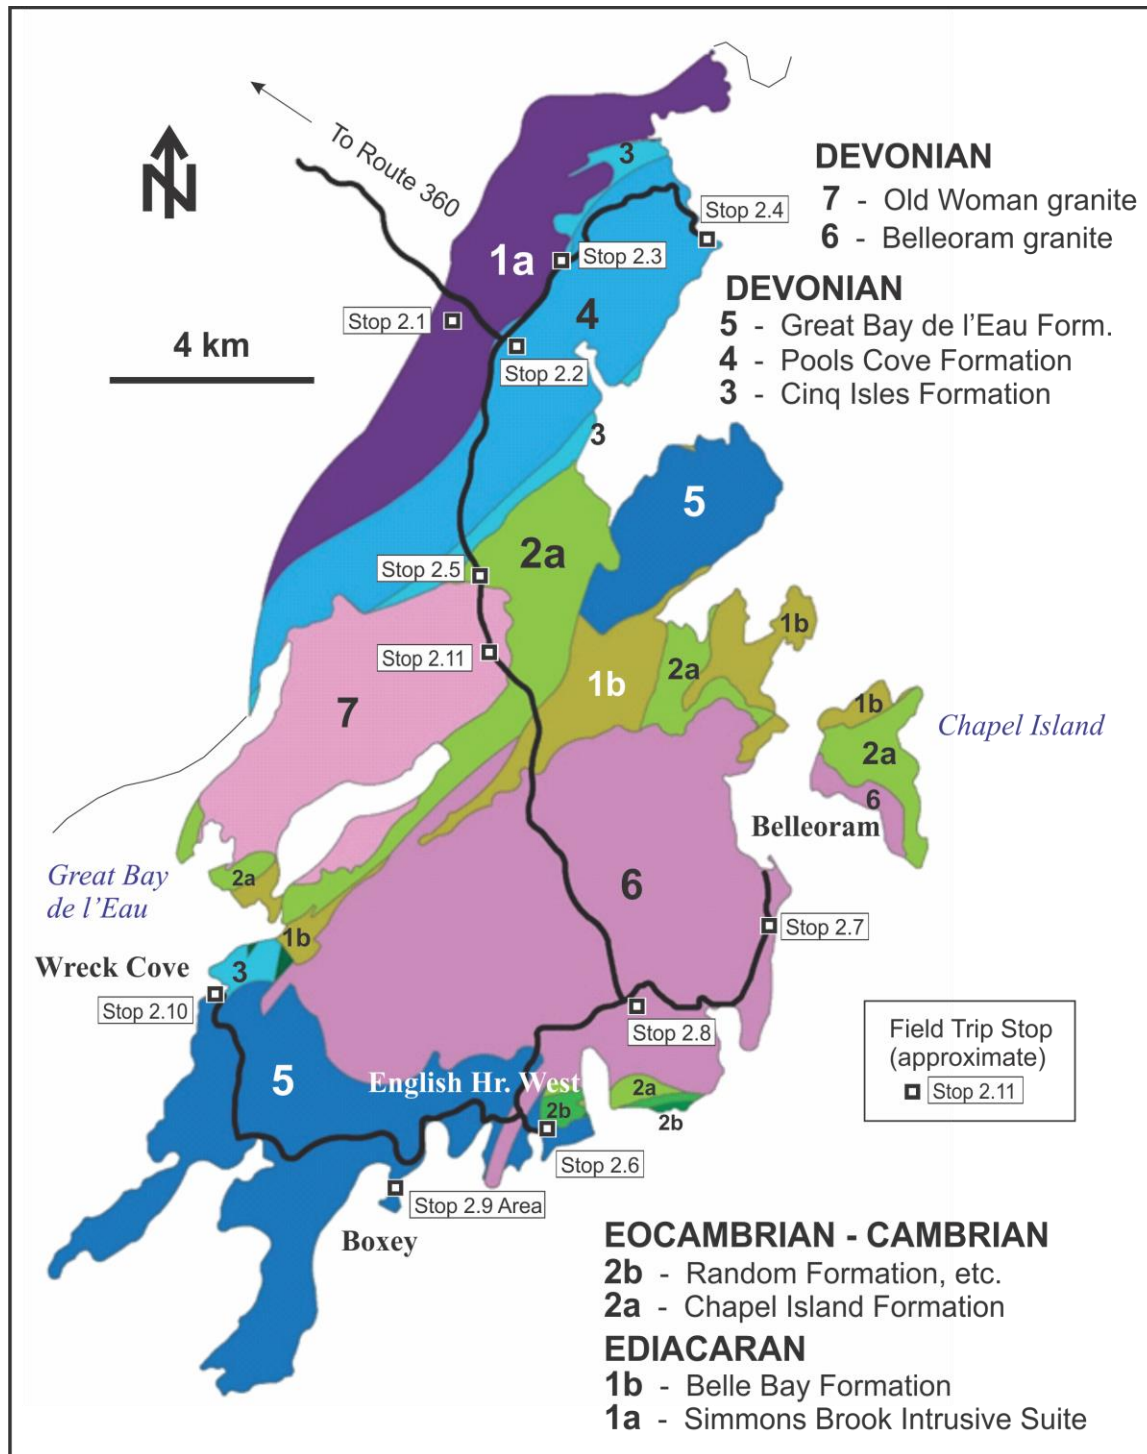 N
To Route 360
3
DEVONIAN
7 - Old Woman granite
6 - Belleoram granite
Stop 2.4
1a
Stop 2.3
DEVONIAN
5 - Great Bay de l'Eau Form.
4 - Pools Cove Formation
3 - Cinq Isles Formation
Stop 2.1
4
4 km
Stop 2.2
3
5
2a
Stop 2.5
1b
Stop 2.11
1b
2a
7
1b
Chapel Island
2a
6
Belleoram
Great Bay
de l'Eau
2a
6
1b
Stop 2.7
Wreck Cove
3
Stop 2.10
Stop 2.8
Field Trip Stop
(approximate)
Stop 2.11
5
English Hr. West
2a
2b
2b
Stop 2.6
Stop 2.9 Area
Boxey
EOCAMBRIAN - CAMBRIAN
2b - Random Formation, etc.
2a - Chapel Island Formation
EDIACARAN
1b - Belle Bay Formation
1a - Simmons Brook Intrusive Suite